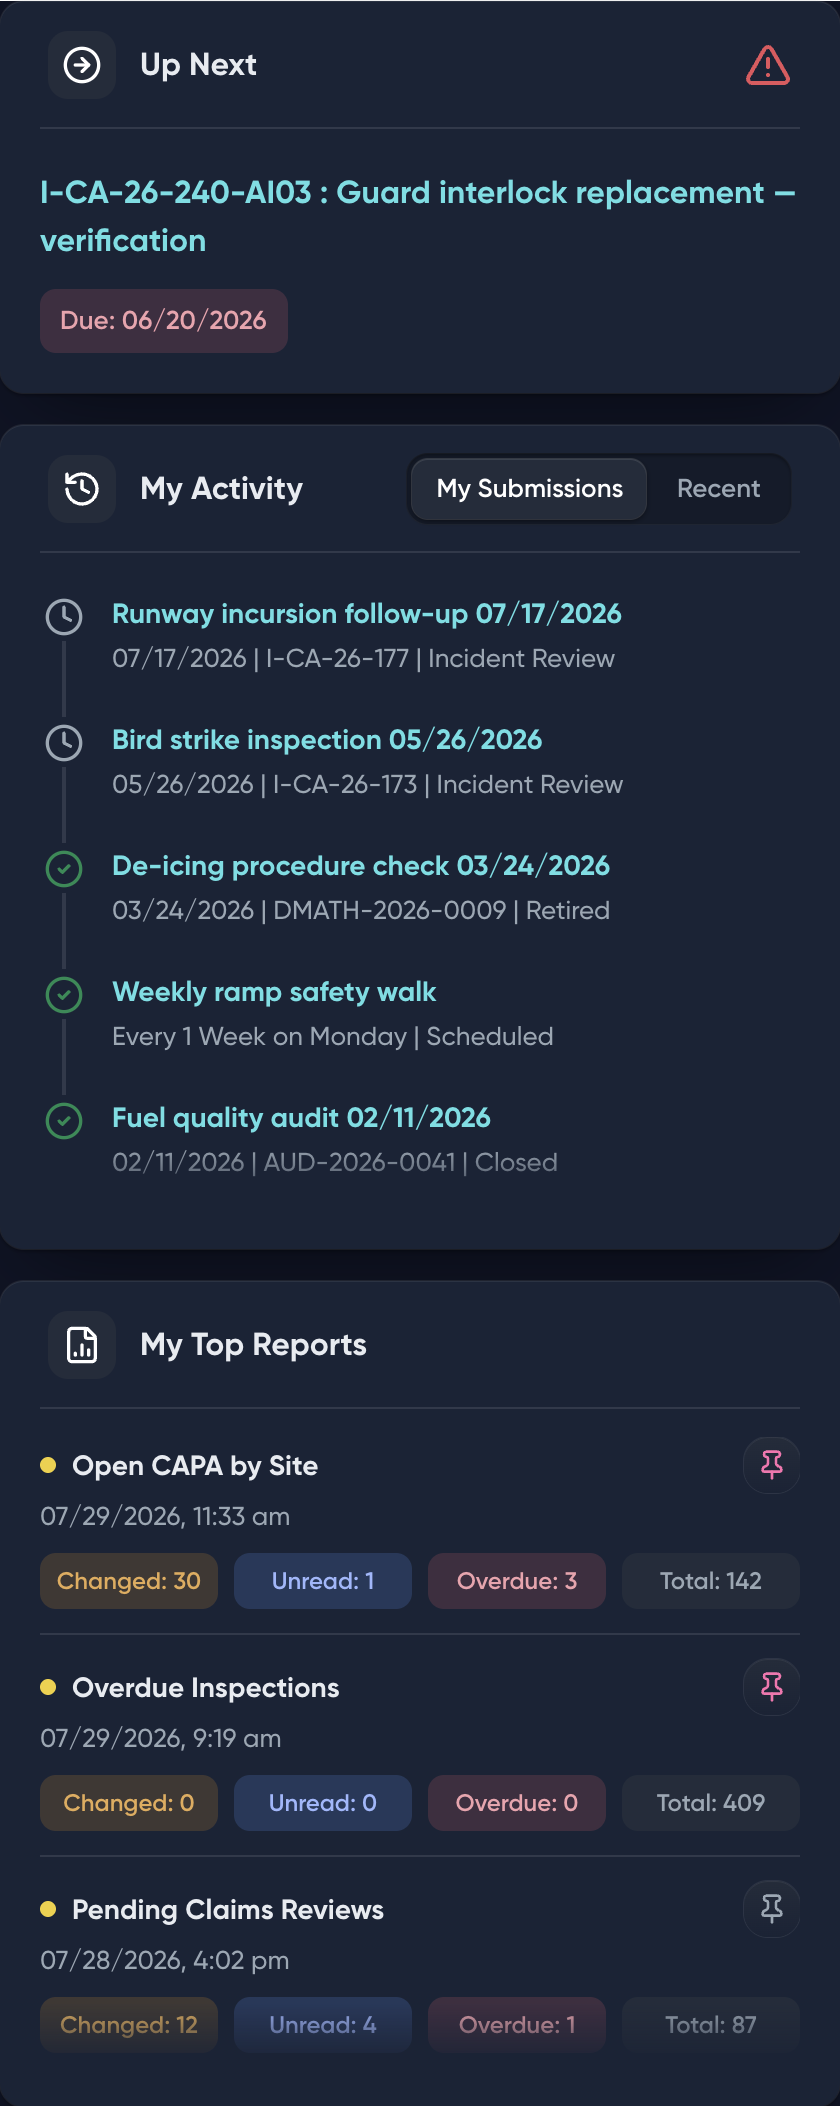 Up Next
I-CA-26-240-AI03 : Guard interlock replacement –
verification
Due: 06/20/2026
My Activity
My Submissions
Recent
Runway incursion follow-up 07/17/2026
07/17/2026 | I-CA-26-177 | Incident Review
Bird strike inspection 05/26/2026
05/26/2026 | I-CA-26-173 | Incident Review
De-icing procedure check 03/24/2026
03/24/2026 | DMATH-2026-0009 | Retired
Weekly ramp safety walk
Every 1 Week on Monday | Scheduled
Fuel quality audit 02/11/2026
02/11/2026 | AUD-2026-0041 | Closed
My Top Reports
Open CAPA by Site
07/29/2026, 11:33 am
Changed: 30
Unread: 1
Overdue: 3
Total: 142
Overdue Inspections
07/29/2026, 9:19 am
Changed: 0
Unread: 0
Overdue: 0
Total: 409
Pending Claims Reviews
07/28/2026, 4:02 pm
Changed: 12
Unread: 4
Overdue: 1
Total: 87